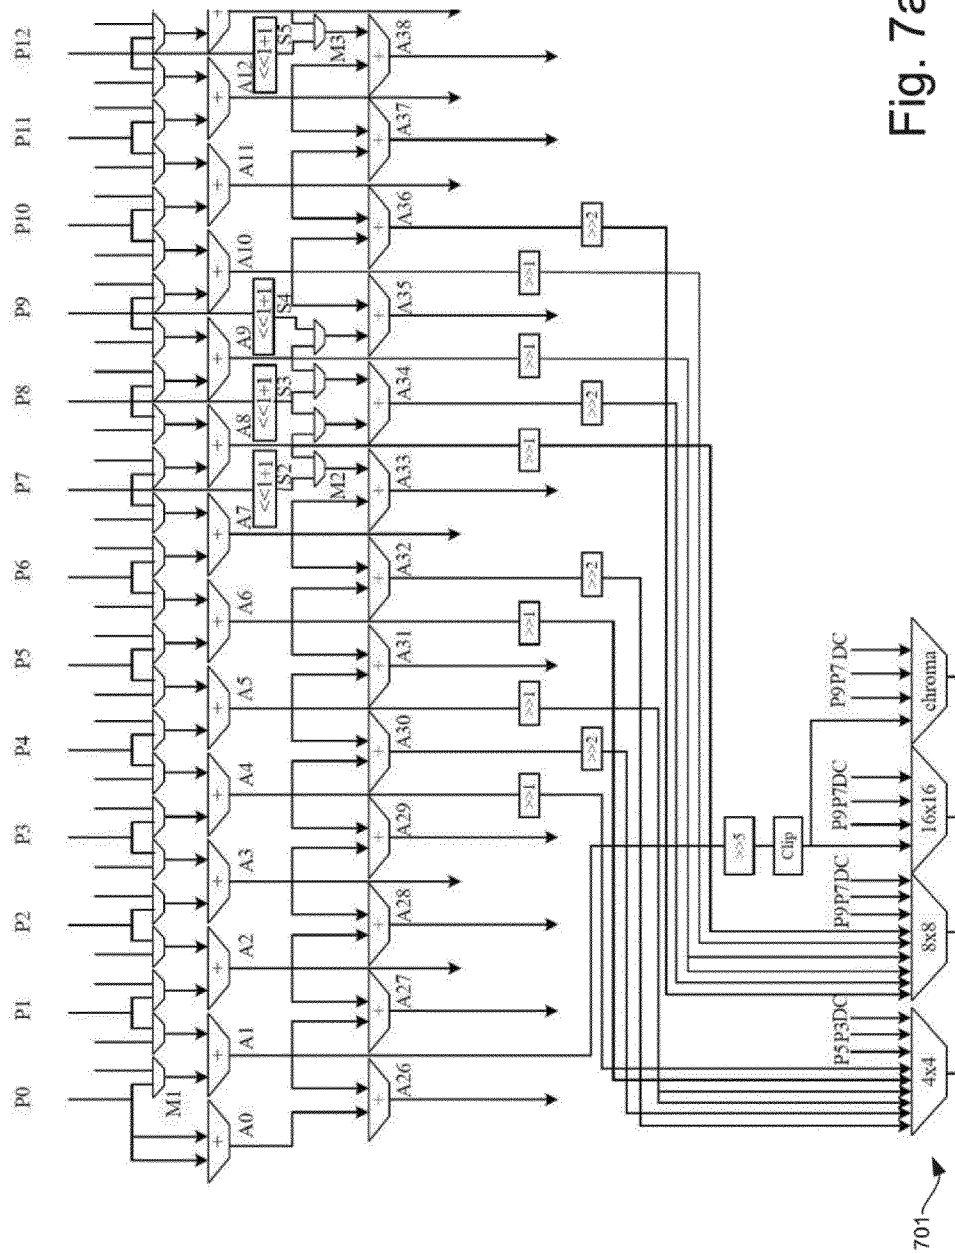 P0 P1 P2 P3 P4 P5 P6 P7 P8 P9 P10 P11 P12
M1
+ + + + + + + + + + + + + +
A0 A1 A2 A3 A4 A5 A6 A7 A8 A9 A10 A11 A12
<<1+1 <<1+1 <<1+1 <<1+1
S2 S3 S4 S5
M2 M3
+ + + + + + + + + + + + +
A26 A27 A28 A29 A30 A31 A32 A33 A34 A35 A36 A37 A38
>>1 >>1 >>1 >>1 >>1 >>1
>>2 >>2 >>2 >>2
>>5
Clip
P5P3DC P9P7DC P9P7DC P9P7DC
4x4 8x8 16x16 chroma
701
Fig. 7a